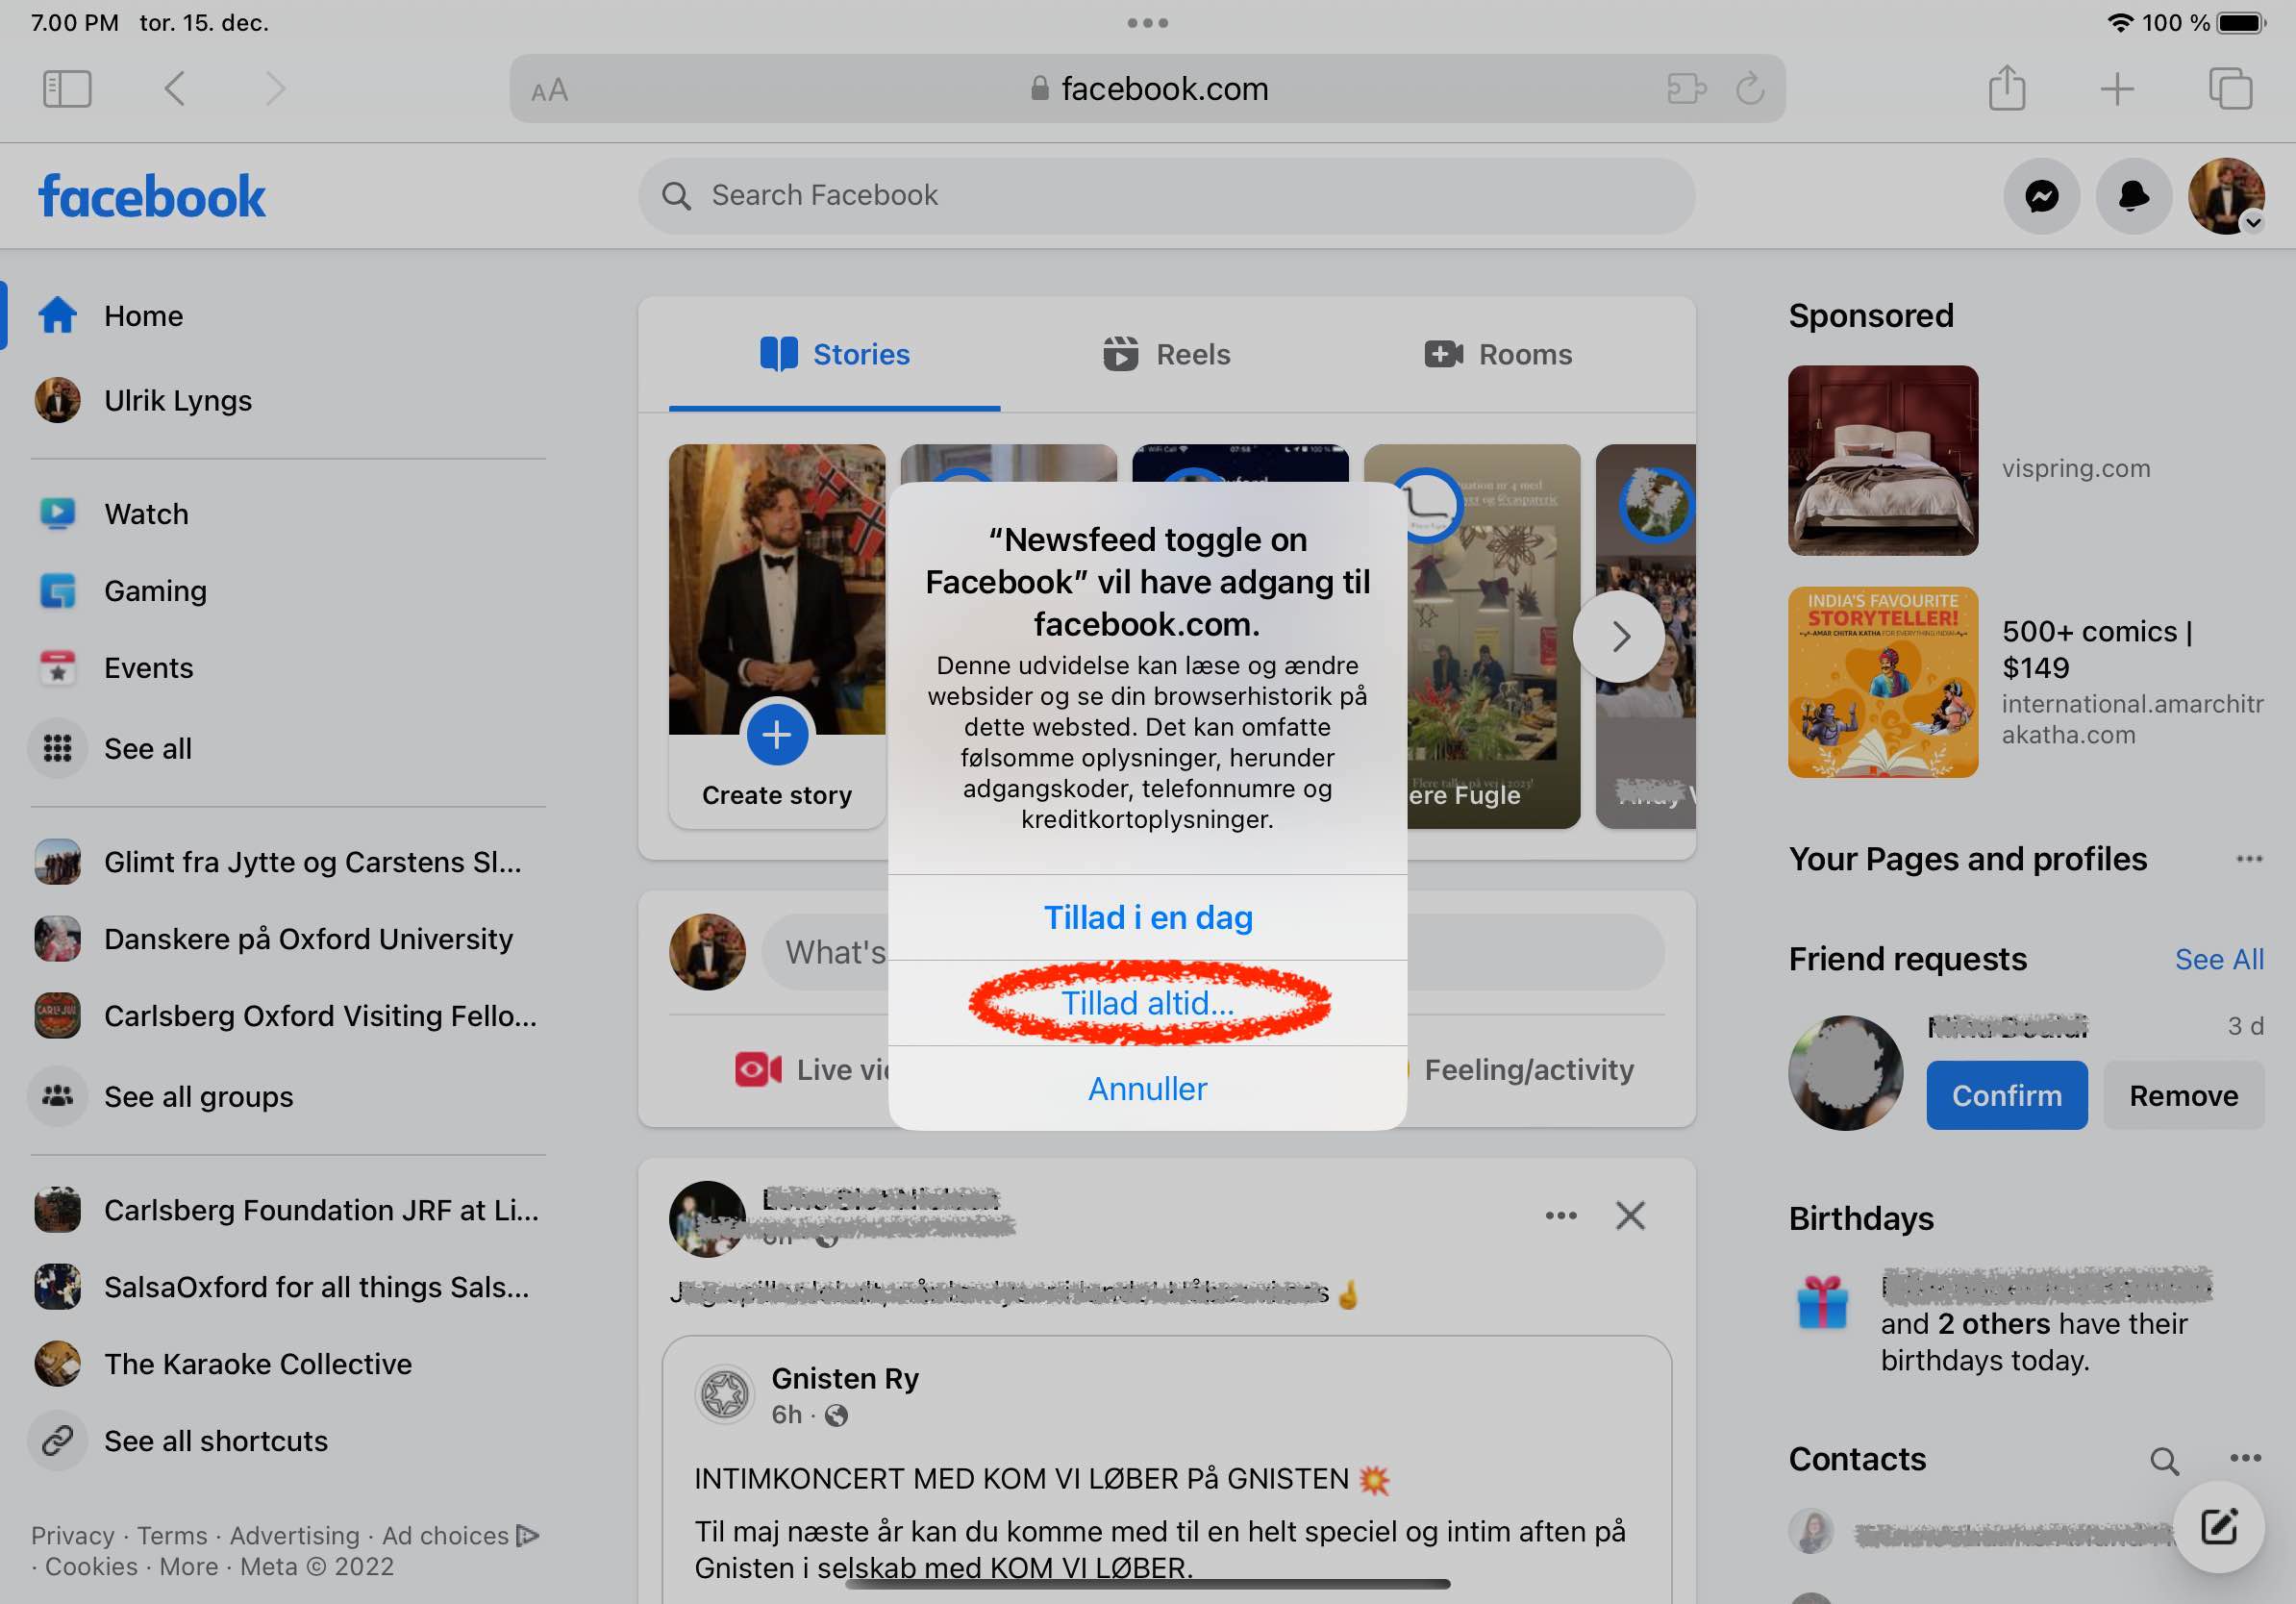 7.00 PM tor. 15. dec.
100 %
AA
facebook.com
facebook
Search Facebook
Home
Ulrik Lyngs
Watch
Gaming
Events
See all
Glimt fra Jytte og Carstens Sl...
Danskere på Oxford University
Carlsberg Oxford Visiting Fello...
See all groups
Carlsberg Foundation JRF at Li...
SalsaOxford for all things Sals...
The Karaoke Collective
See all shortcuts
Privacy · Terms · Advertising · Ad choices
· Cookies · More · Meta © 2022
Stories
Reels
Rooms
Create story
ere Fugle
“Newsfeed toggle on
Facebook” vil have adgang til
facebook.com.
Denne udvidelse kan læse og ændre
websider og se din browserhistorik på
dette websted. Det kan omfatte
følsomme oplysninger, herunder
adgangskoder, telefonnumre og
kreditkortoplysninger.
Tillad i en dag
Tillad altid...
Annuller
What's
Live vi
Feeling/activity
Gnisten Ry
6h ·
INTIMKONCERT MED KOM VI LØBER På GNISTEN 💥
Til maj næste år kan du komme med til en helt speciel og intim aften på
Gnisten i selskab med KOM VI LØBER.
Sponsored
vispring.com
INDIA'S FAVOURITE
STORYTELLER!
500+ comics |
$149
international.amarchitr
akatha.com
Your Pages and profiles
Friend requests
See All
3 d
Confirm
Remove
Birthdays
and 2 others have their
birthdays today.
Contacts